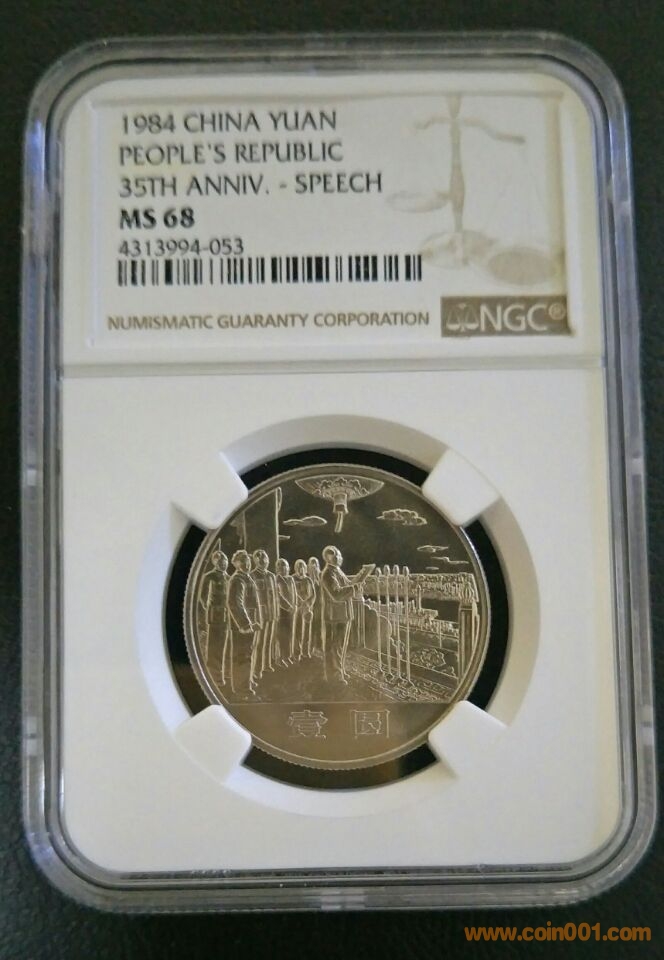 1984 CHINA YUAN
PEOPLE'S REPUBLIC
35TH ANNIV. - SPEECH
MS 68
4313994-053
NUMISMATIC GUARANTY CORPORATION NGC®
壹圆
www.coin001.com